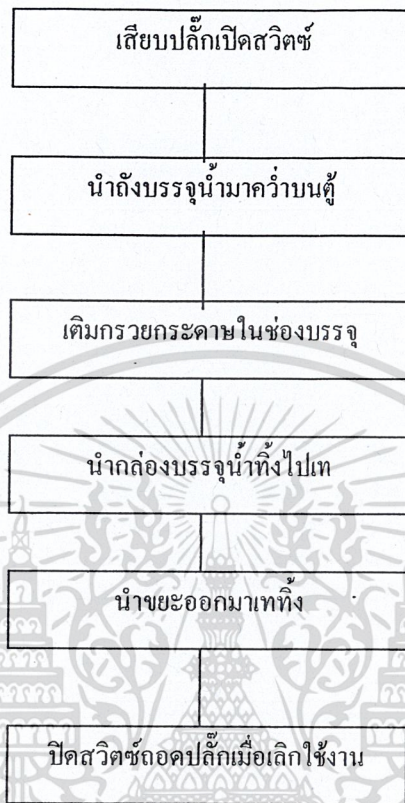 เสียบปลั๊กเปิดสวิตซ์
นำถังบรรจุน้ำมาคว่ำบนตู้
เติมกรวยกระดาษในช่องบรรจุ
นำกล่องบรรจุน้ำทิ้งไปเท
นำขยะออกมาเททิ้ง
ปิดสวิตซ์ถอดปลั๊กเมื่อเลิกใช้งาน